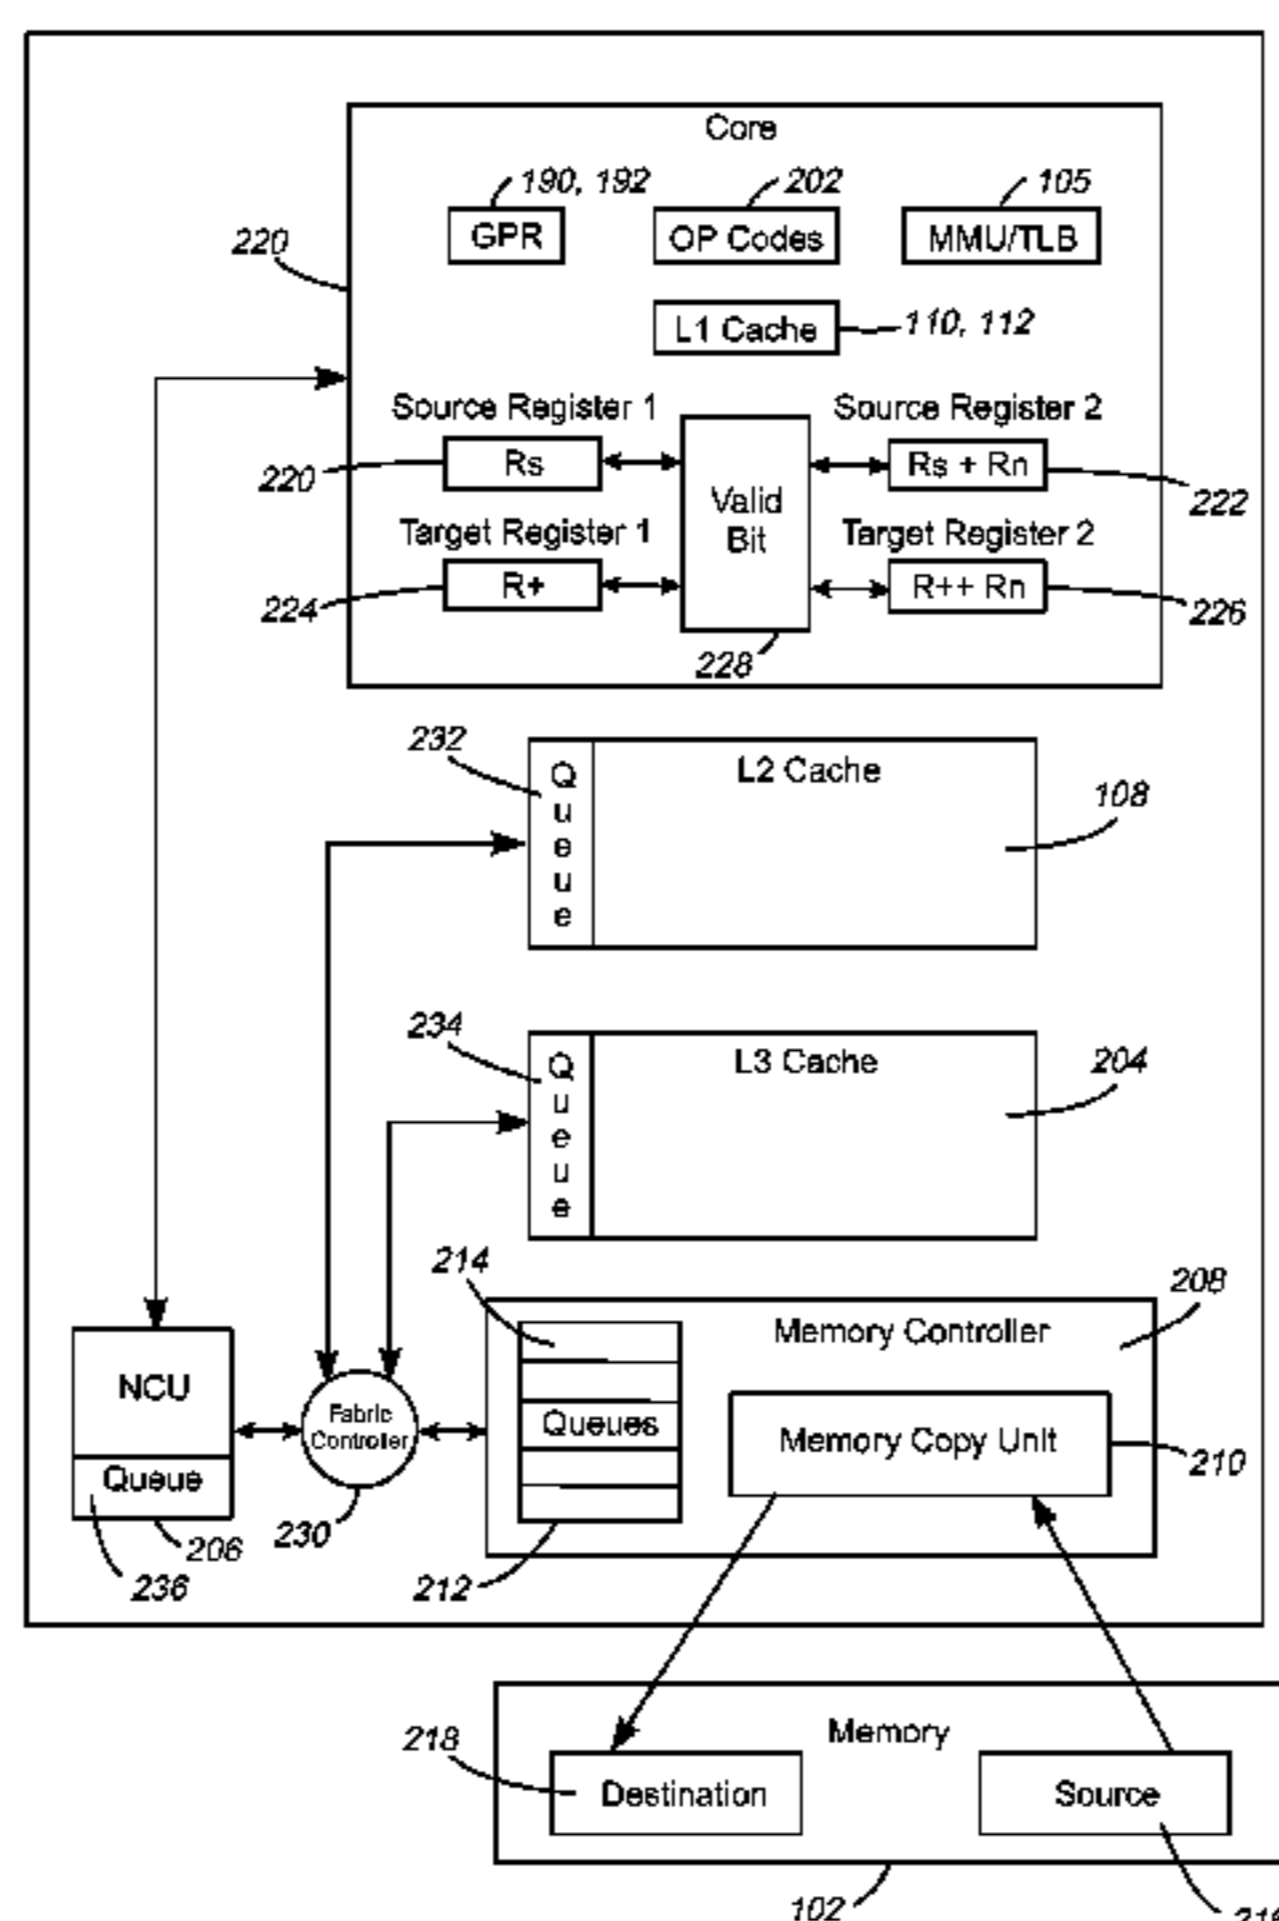 Core
190, 192
202
105
GPR
OP Codes
MMU/TLB
220
L1 Cache
110, 112
Source Register 1
Source Register 2
Rs
Rs + Rn
220
222
Valid
Bit
Target Register 1
Target Register 2
R+
R++ Rn
224
226
228
232
Queue
L2 Cache
108
234
Queue
L3 Cache
204
214
208
Memory Controller
NCU
Fabric
Controller
Queues
Memory Copy Unit
210
Queue
206
230
236
212
218
Memory
Destination
Source
102